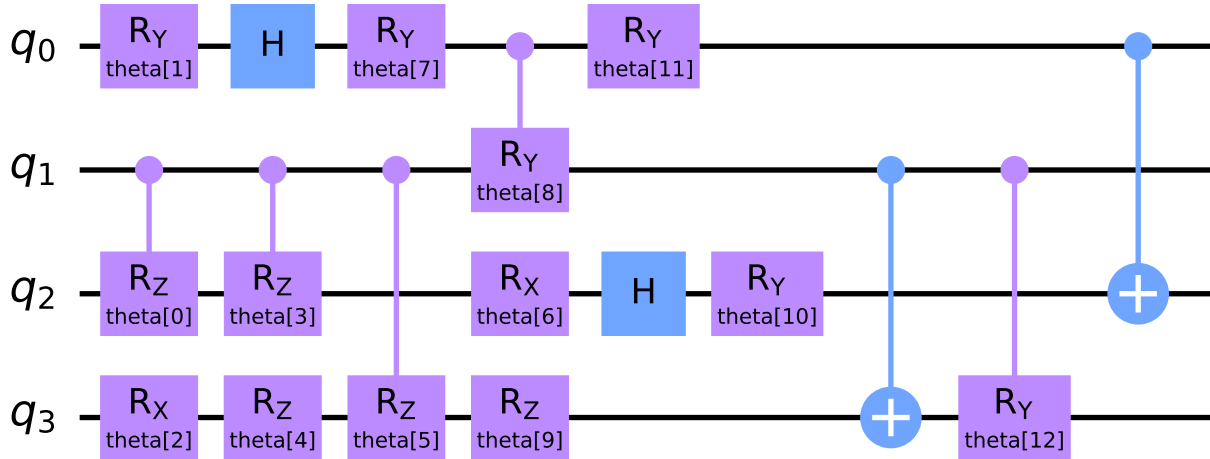 q0 RY H RY RY
theta[1] theta[7] theta[11]
q1 RY
theta[8]
q2 RZ RZ RX H RY
theta[0] theta[3] theta[6] theta[10]
q3 RX RZ RZ RZ RY
theta[2] theta[4] theta[5] theta[9] theta[12]